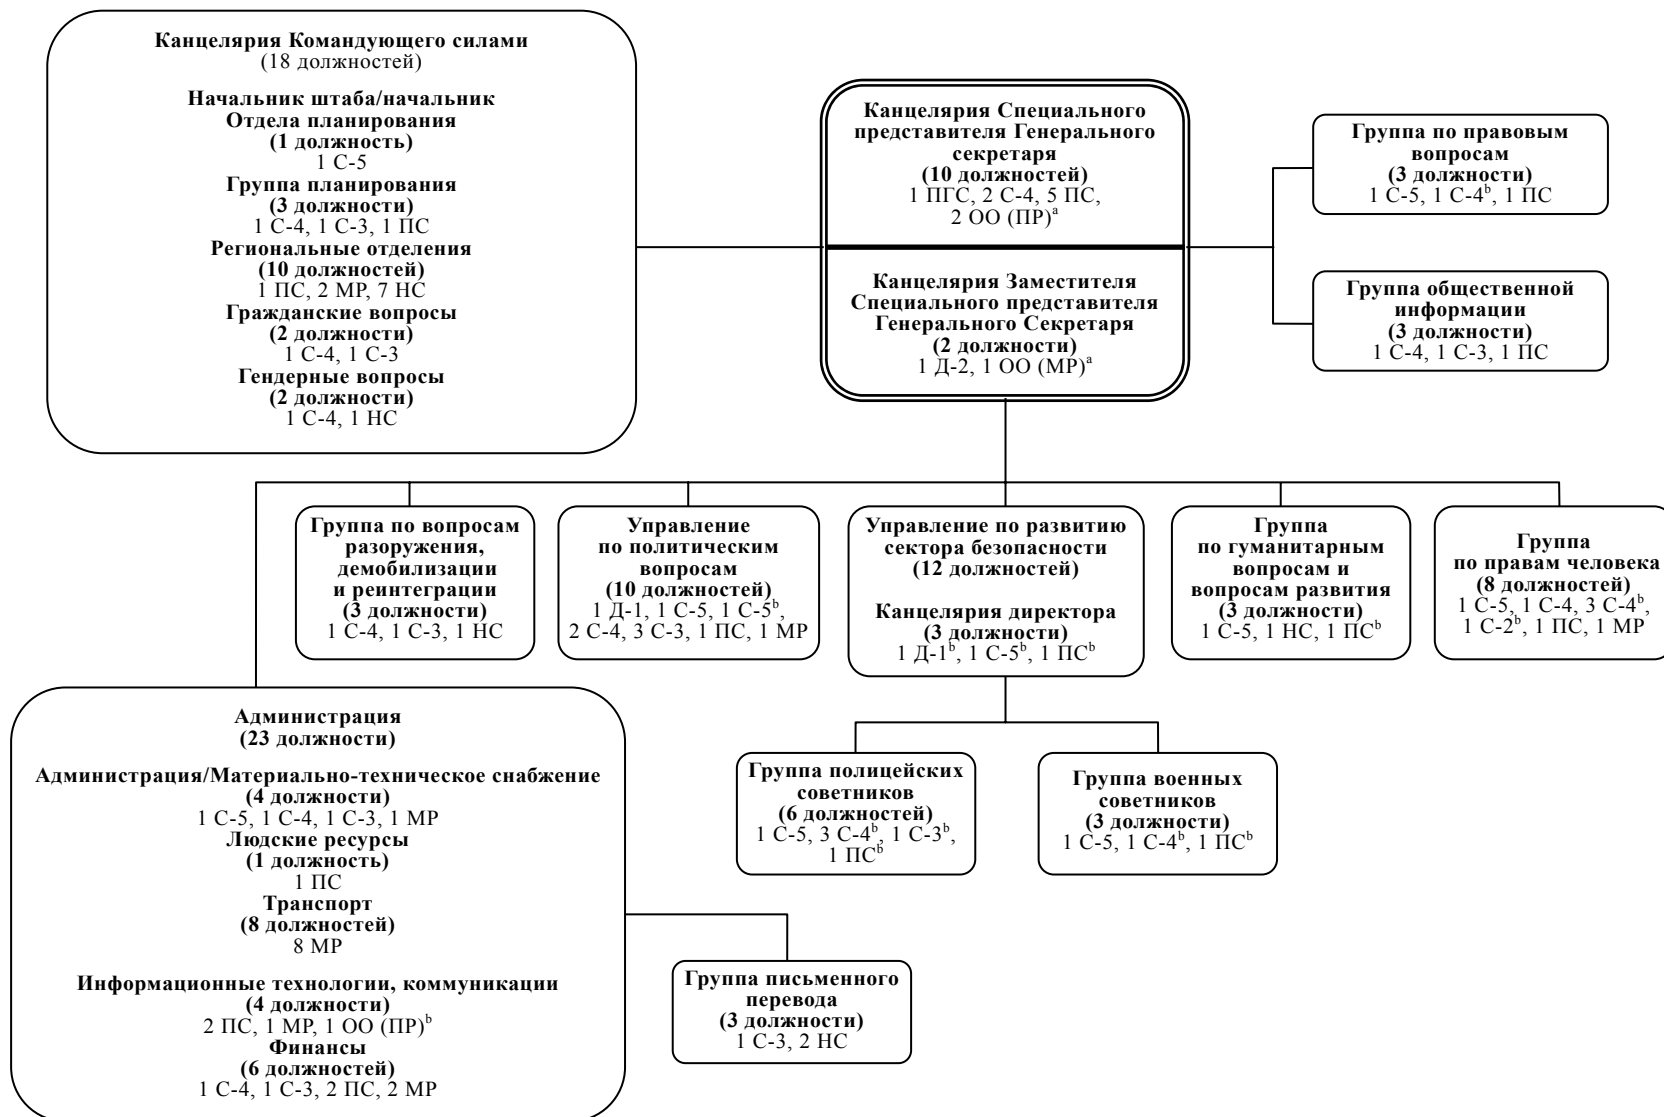 Канцелярия Командующего силами
(18 должностей)
Начальник штаба/начальник
Отдела планирования
(1 должность)
1 С-5
Группа планирования
(3 должности)
1 С-4, 1 С-3, 1 ПС
Региональные отделения
(10 должностей)
1 ПС, 2 МР, 7 НС
Гражданские вопросы
(2 должности)
1 С-4, 1 С-3
Гендерные вопросы
(2 должности)
1 С-4, 1 НС
Канцелярия Специального
представителя Генерального
секретаря
(10 должностей)
1 ПГС, 2 С-4, 5 ПС,
2 ОО (ПР)ᵃ
Канцелярия Заместителя
Специального представителя
Генерального Секретаря
(2 должности)
1 Д-2, 1 ОО (МР)ᵃ
Группа по правовым
вопросам
(3 должности)
1 С-5, 1 С-4ᵇ, 1 ПС
Группа общественной
информации
(3 должности)
1 С-4, 1 С-3, 1 ПС
Группа по вопросам
разоружения,
демобилизации
и реинтеграции
(3 должности)
1 С-4, 1 С-3, 1 НС
Управление
по политическим
вопросам
(10 должностей)
1 Д-1, 1 С-5, 1 С-5ᵇ,
2 С-4, 3 С-3, 1 ПС, 1 МР
Управление по развитию
сектора безопасности
(12 должностей)
Канцелярия директора
(3 должности)
1 Д-1ᵇ, 1 С-5ᵇ, 1 ПСᵇ
Группа
по гуманитарным
вопросам и
вопросам развития
(3 должности)
1 С-5, 1 НС, 1 ПСᵇ
Группа
по правам человека
(8 должностей)
1 С-5, 1 С-4, 3 С-4ᵇ,
1 С-2ᵇ, 1 ПС, 1 МР
Администрация
(23 должности)
Администрация/Материально-техническое снабжение
(4 должности)
1 С-5, 1 С-4, 1 С-3, 1 МР
Людские ресурсы
(1 должность)
1 ПС
Транспорт
(8 должностей)
8 МР
Информационные технологии, коммуникации
(4 должности)
2 ПС, 1 МР, 1 ОО (ПР)ᵇ
Финансы
(6 должностей)
1 С-4, 1 С-3, 2 ПС, 2 МР
Группа полицейских
советников
(6 должностей)
1 С-5, 3 С-4ᵇ, 1 С-3ᵇ,
1 ПСᵇ
Группа военных
советников
(3 должности)
1 С-5, 1 С-4ᵇ, 1 ПСᵇ
Группа письменного
перевода
(3 должности)
1 С-3, 2 НС